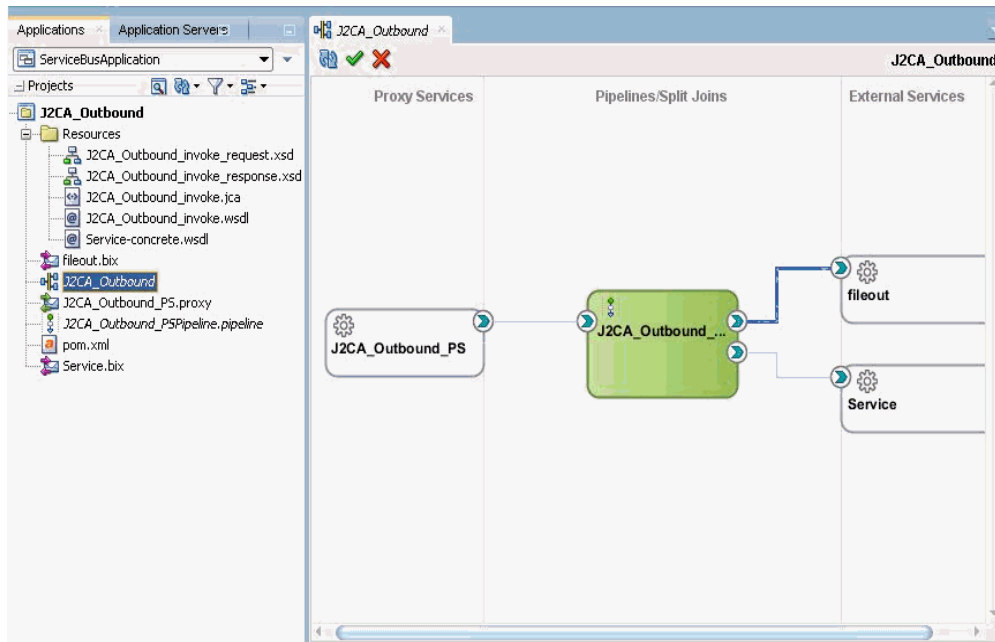 Applications
Application Servers
J2CA_Outbound
ServiceBusApplication
J2CA_Outbound
Projects
Proxy Services
Pipelines/Split Joins
External Services
J2CA_Outbound
Resources
J2CA_Outbound_invoke_request.xsd
J2CA_Outbound_invoke_response.xsd
J2CA_Outbound_invoke.jca
J2CA_Outbound_invoke.wsdl
Service-concrete.wsdl
fileout.bix
J2CA_Outbound
J2CA_Outbound_PS.proxy
J2CA_Outbound_PSPipeline.pipeline
pom.xml
Service.bix
J2CA_Outbound_PS
J2CA_Outbound_...
fileout
Service